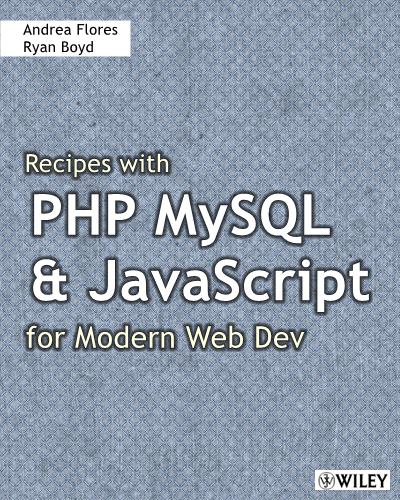 Andrea Flores
Ryan Boyd
Recipes with
PHP MySQL
& JavaScript
for Modern Web Dev
WILEY